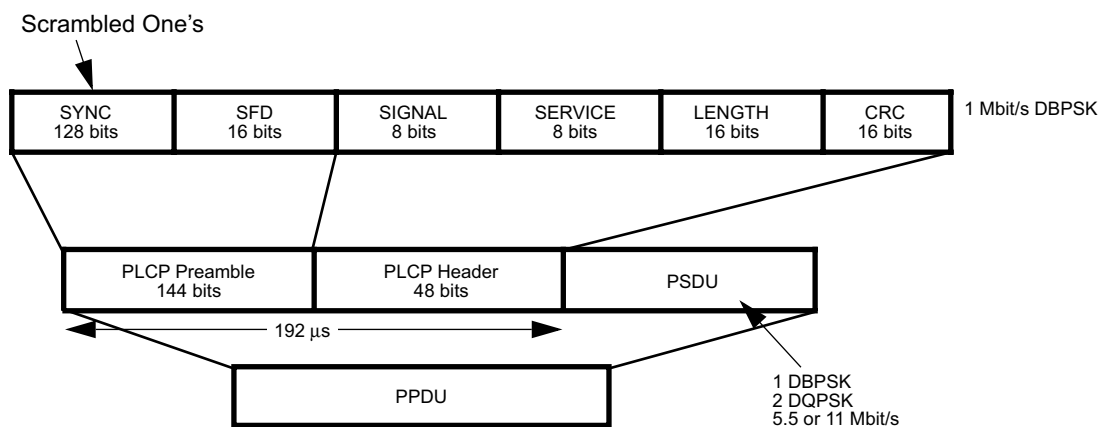 Scrambled One's
SYNC
128 bits
SFD
16 bits
SIGNAL
8 bits
SERVICE
8 bits
LENGTH
16 bits
CRC
16 bits
1 Mbit/s DBPSK
PLCP Preamble
144 bits
PLCP Header
48 bits
PSDU
192 μs
PPDU
1 DBPSK
2 DQPSK
5.5 or 11 Mbit/s